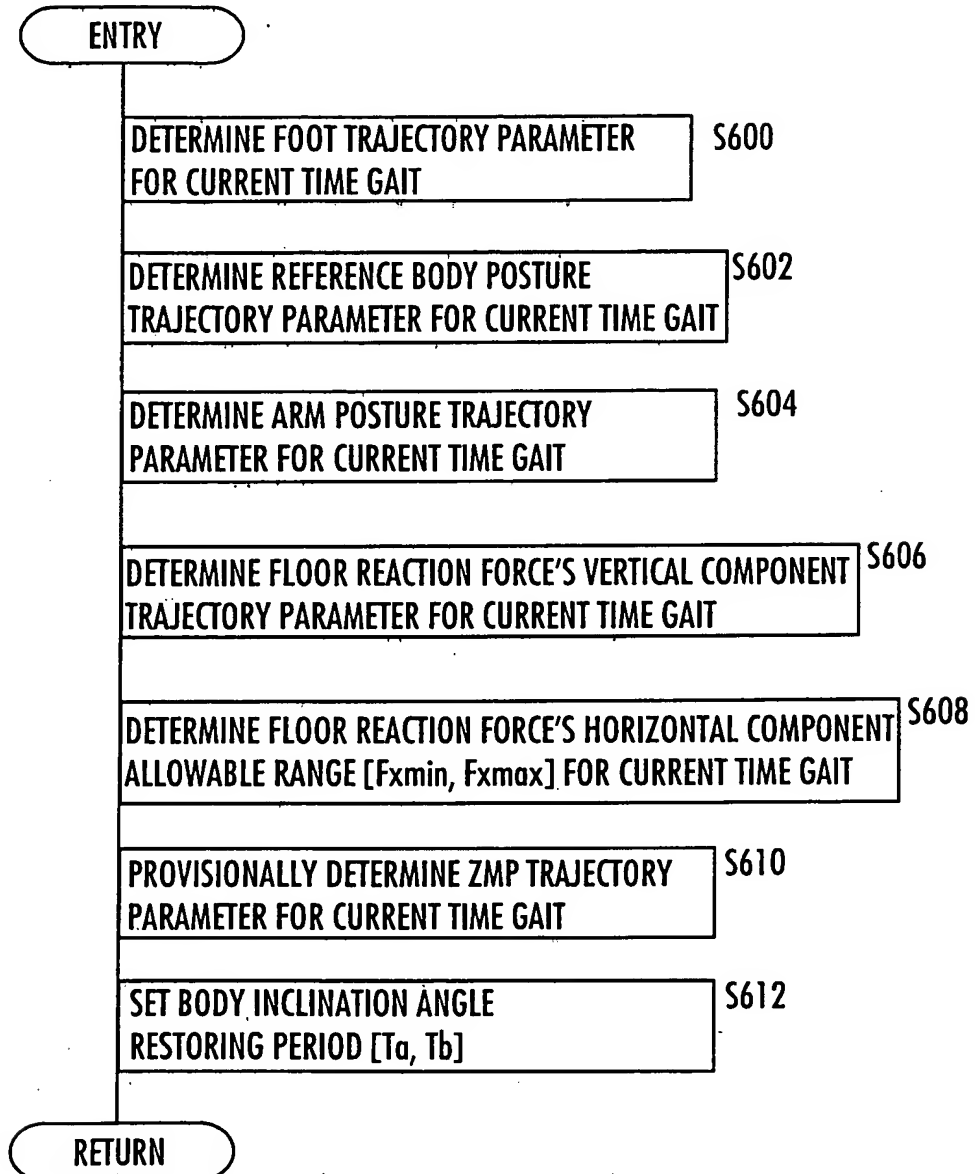 ENTRY
DETERMINE FOOT TRAJECTORY PARAMETER
FOR CURRENT TIME GAIT
S600
DETERMINE REFERENCE BODY POSTURE
TRAJECTORY PARAMETER FOR CURRENT TIME GAIT
S602
DETERMINE ARM POSTURE TRAJECTORY
PARAMETER FOR CURRENT TIME GAIT
S604
DETERMINE FLOOR REACTION FORCE'S VERTICAL COMPONENT
TRAJECTORY PARAMETER FOR CURRENT TIME GAIT
S606
DETERMINE FLOOR REACTION FORCE'S HORIZONTAL COMPONENT
ALLOWABLE RANGE [Fxmin, Fxmax] FOR CURRENT TIME GAIT
S608
PROVISIONALLY DETERMINE ZMP TRAJECTORY
PARAMETER FOR CURRENT TIME GAIT
S610
SET BODY INCLINATION ANGLE
RESTORING PERIOD [Ta, Tb]
S612
RETURN